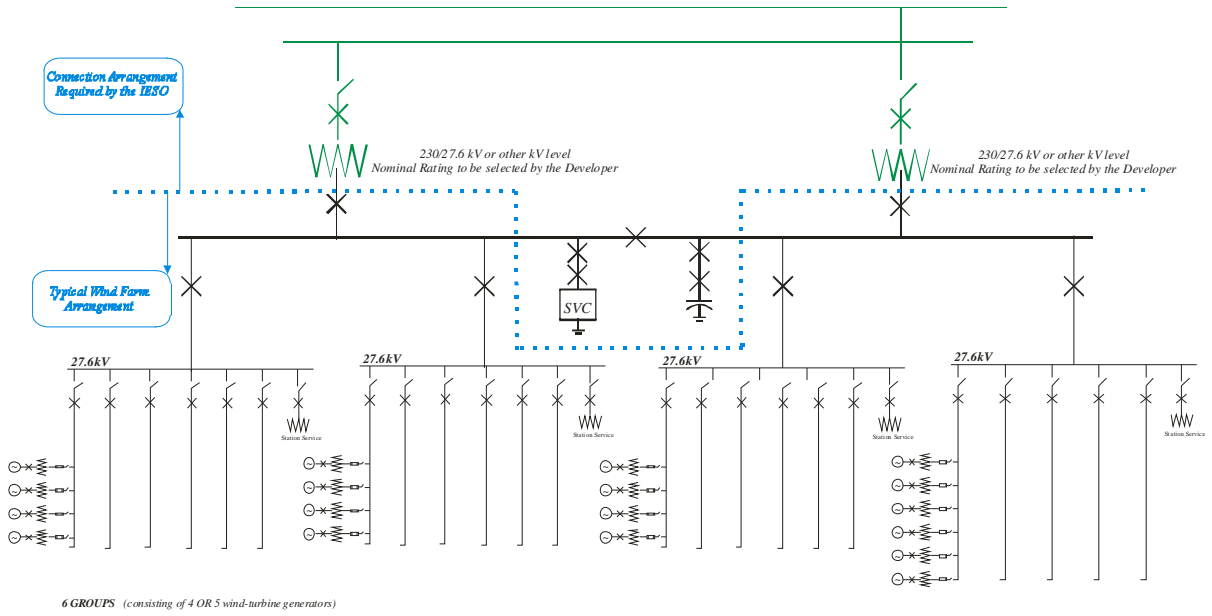 Connection Arrangement
Required by the IESO
230/27.6 kV or other kV level
Nominal Rating to be selected by the Developer
230/27.6 kV or other kV level
Nominal Rating to be selected by the Developer
Typical Wind Farm
Arrangement
SVC
27.6kV
27.6kV
27.6kV
27.6kV
Station Service
Station Service
Station Service
Station Service
6 GROUPS (consisting of 4 OR 5 wind-turbine generators)